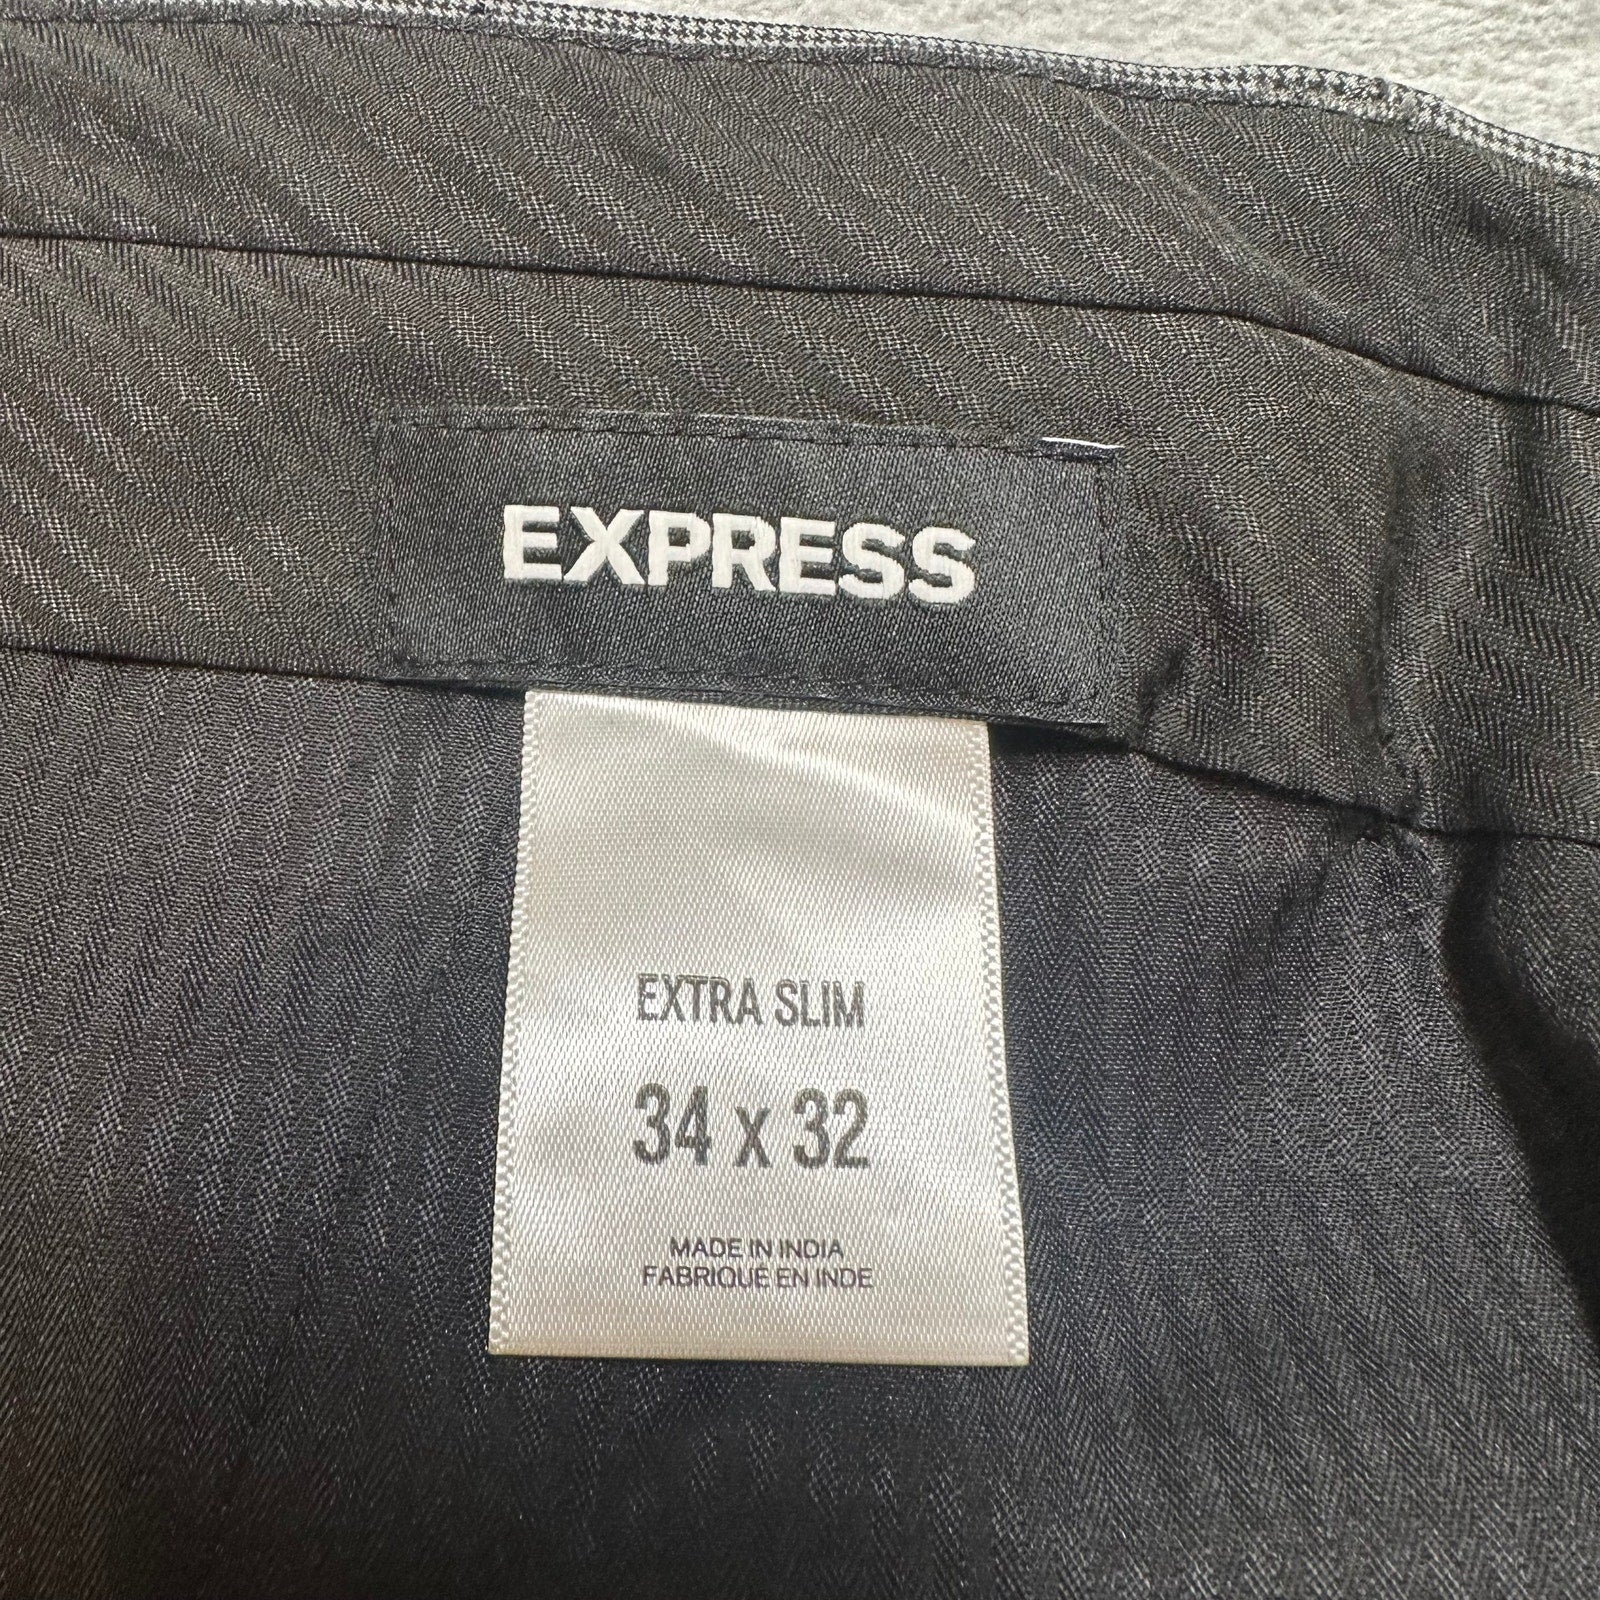 EXPRESS
EXTRA SLIM
34 x 32
MADE IN INDIA
FABRIQUE EN INDE